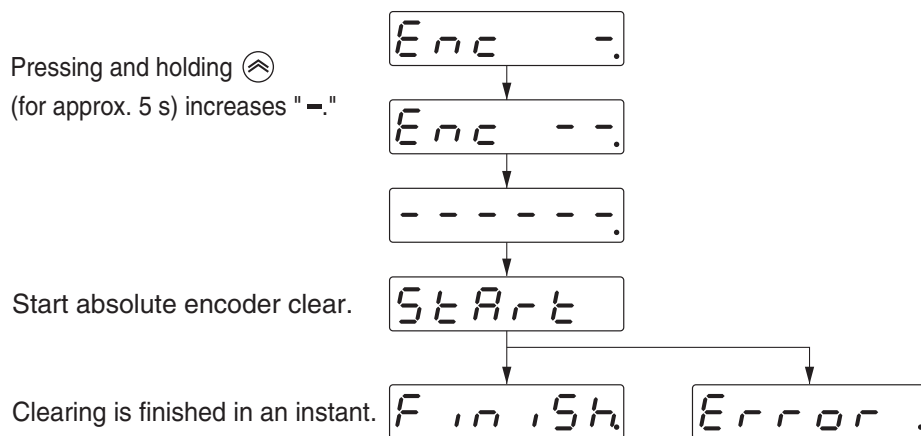 Enc -.
Pressing and holding
(for approx. 5 s) increases " -."
Enc --.
------.
Start absolute encoder clear.
StArt
Clearing is finished in an instant.
FiniSh.
Error .